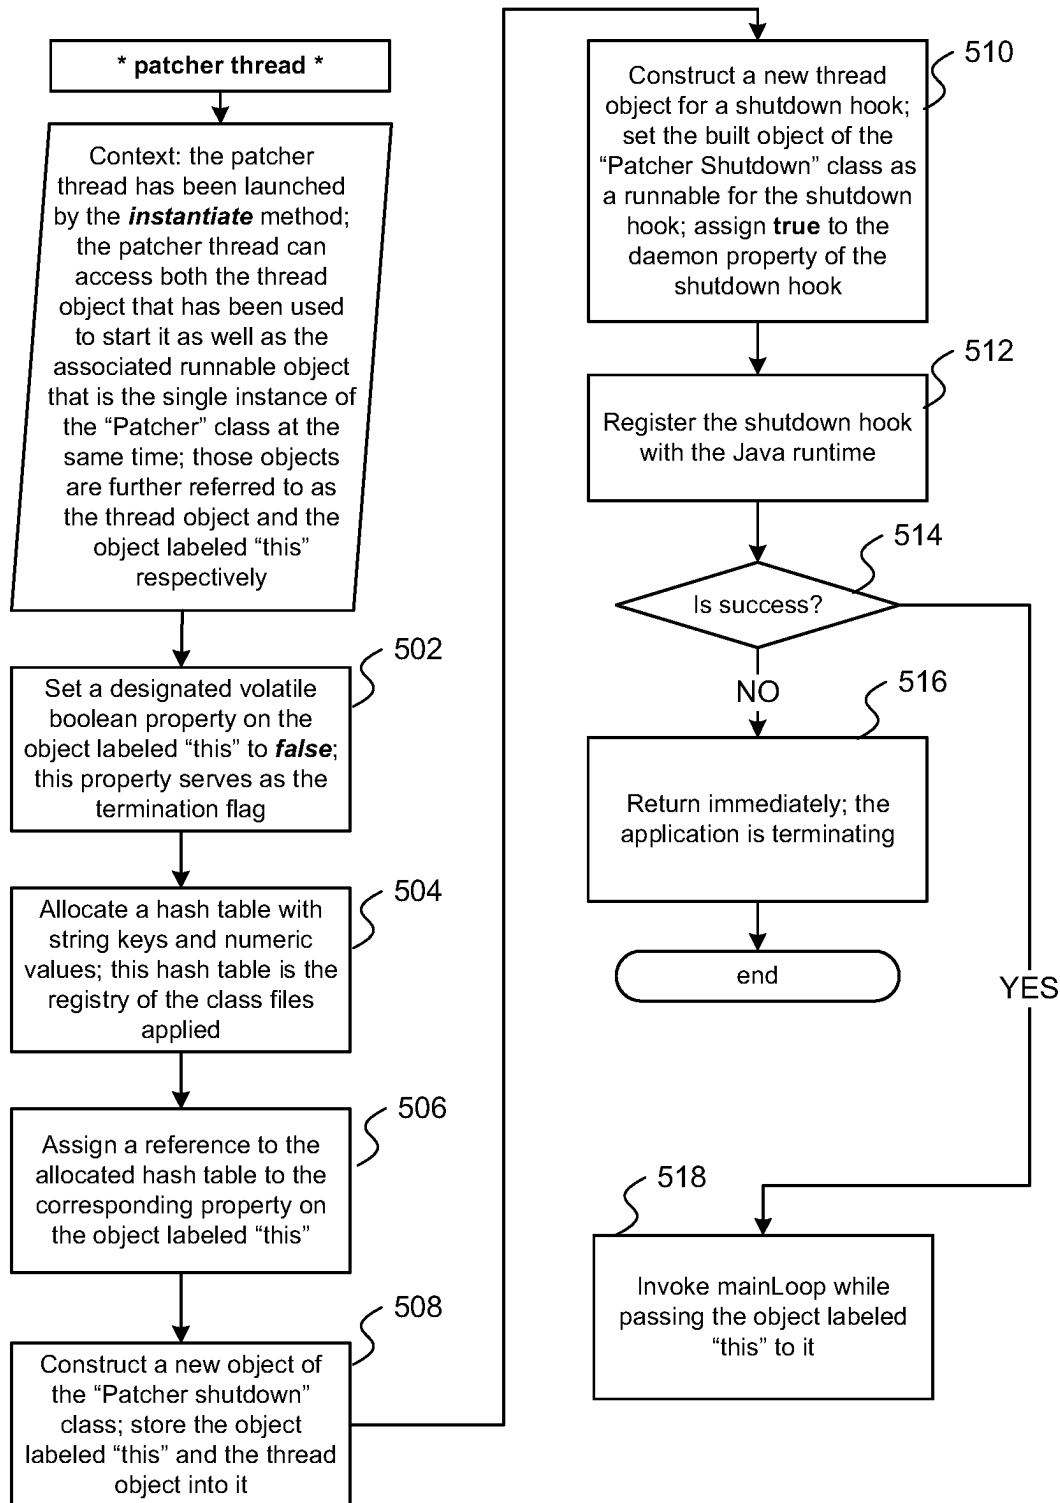 * patcher thread *
Context: the patcher
thread has been launched
by the instantiate method;
the patcher thread can
access both the thread
object that has been used
to start it as well as the
associated runnable object
that is the single instance of
the “Patcher” class at the
same time; those objects
are further referred to as
the thread object and the
object labeled “this”
respectively
502
Set a designated volatile
boolean property on the
object labeled “this” to false;
this property serves as the
termination flag
504
Allocate a hash table with
string keys and numeric
values; this hash table is the
registry of the class files
applied
506
Assign a reference to the
allocated hash table to the
corresponding property on
the object labeled “this”
508
Construct a new object of
the “Patcher shutdown”
class; store the object
labeled “this” and the thread
object into it
510
Construct a new thread
object for a shutdown hook;
set the built object of the
“Patcher Shutdown” class as
a runnable for the shutdown
hook; assign true to the
daemon property of the
shutdown hook
512
Register the shutdown hook
with the Java runtime
514
Is success?
NO
516
Return immediately; the
application is terminating
end
YES
518
Invoke mainLoop while
passing the object labeled
“this” to it